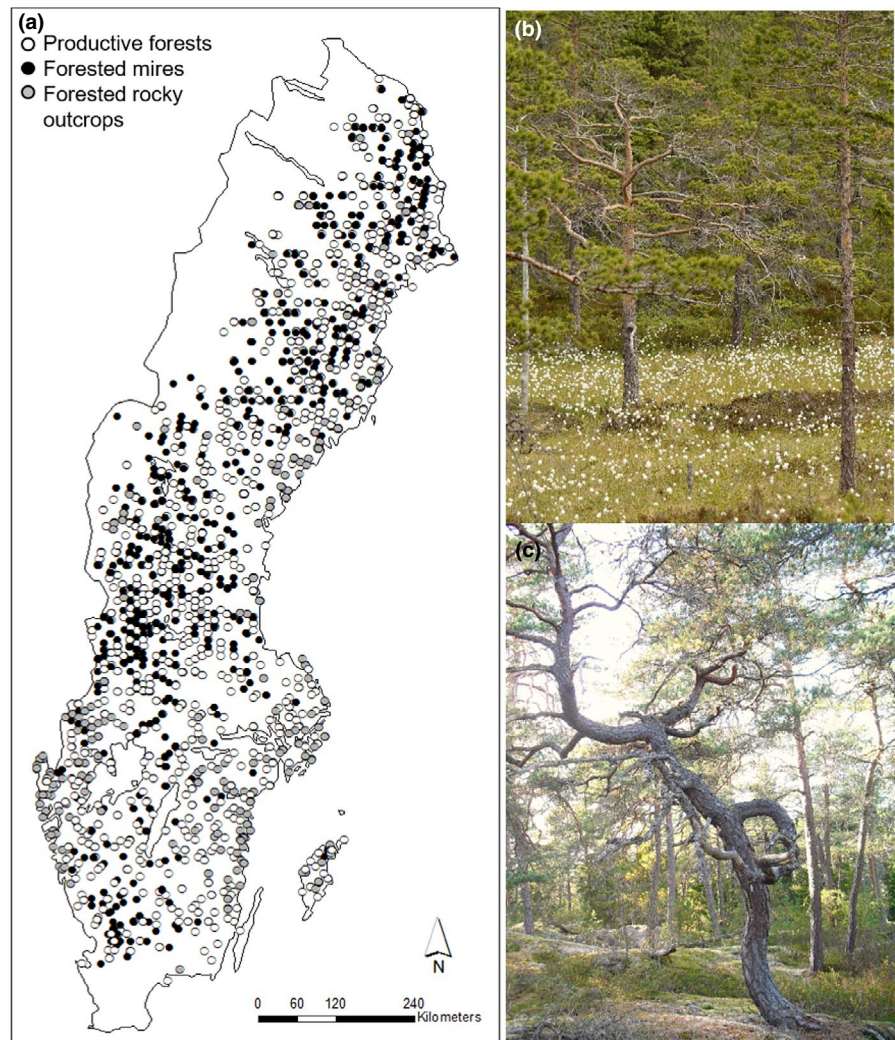 (a)
Productive forests
Forested mires
Forested rocky
outcrops
N
0 60 120 240
Kilometers
(b)
(c)